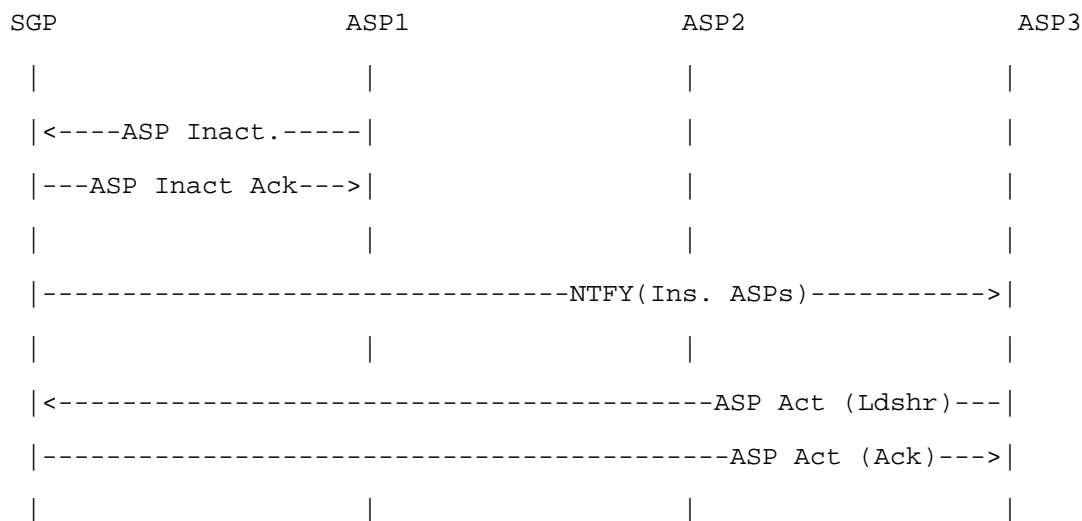 SGP ASP1 ASP2 ASP3
| | | |
|<----ASP Inact.-----| | |
|---ASP Inact Ack--->| | |
| | | |
|---------------------------------NTFY(Ins. ASPs)----------->|
| | | |
|<-----------------------------------------ASP Act (Ldshr)---|
|-------------------------------------------ASP Act (Ack)--->|
| | | |